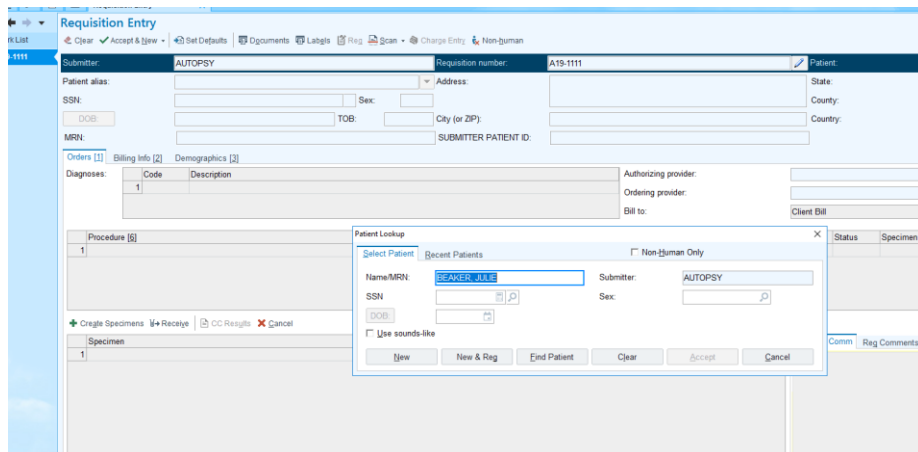 Requisition Entry
rk List
-1111
Requisition Entry
Clear Accept & New Set Defaults Documents Labels Reg Scan Charge Entry Non-human
Submitter: AUTOPSY Requisition number: A19-1111 Patient:
Patient alias: Address: State:
SSN: Sex: County:
DOB: TOB: City (or ZIP): Country:
MRN: SUBMITTER PATIENT ID:
Orders [1] Billing Info [2] Demographics [3]
Diagnoses: Code Description Authorizing provider:
1 Ordering provider:
Bill to: Client Bill
Procedure [6] Status Specimen
1
Patient Lookup
Select Patient Recent Patients Non-Human Only
Name/MRN: BEAKER, JULIE Submitter: AUTOPSY
SSN Sex:
DOB:
Use sounds-like
New New & Reg Find Patient Clear Accept Cancel
Create Specimens Receive CC Results Cancel
Specimen Comm Reg Comments
1